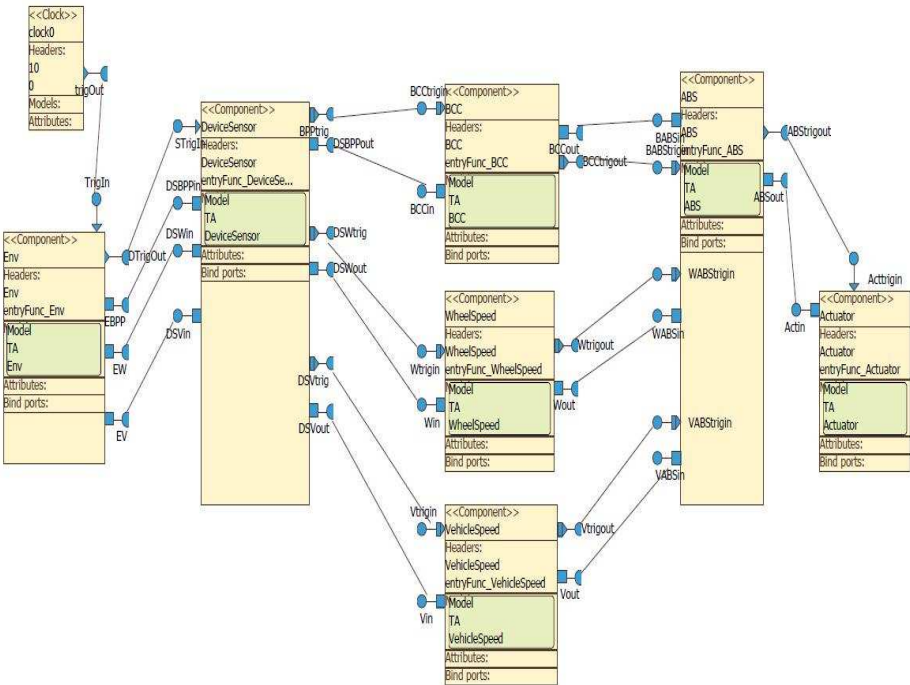 <<Clock>>
clock0
Headers:
10
0
Models:
Attributes:
trigOut
TrigIn
<<Component>>
Env
Headers:
Env
entryFunc_Env
Model
TA
Env
Attributes:
Bind ports:
DTrigOut
EBPP
EW
EV
STrigIn
DSBPPin
DSWin
DSVin
<<Component>>
DeviceSensor
Headers:
DeviceSensor
entryFunc_DeviceSe...
Model
TA
DeviceSensor
Attributes:
Bind ports:
BPPtrig
DSBPPout
DSWtrig
DSWout
DSVtrig
DSVout
BCCtrigin
BCCin
<<Component>>
BCC
Headers:
BCC
entryFunc_BCC
Model
TA
BCC
Attributes:
Bind ports:
BCCout
BCCtrigout
Wtrigin
Win
<<Component>>
WheelSpeed
Headers:
WheelSpeed
entryFunc_WheelSpeed
Model
TA
WheelSpeed
Attributes:
Bind ports:
Wtrigout
Wout
Vtrigin
Vin
<<Component>>
VehicleSpeed
Headers:
VehicleSpeed
entryFunc_VehicleSpeed
Model
TA
VehicleSpeed
Attributes:
Bind ports:
Vtrigout
Vout
BABSin
BABStrigin
WABStrigin
WABSin
VABStrigin
VABSin
<<Component>>
ABS
Headers:
ABS
entryFunc_ABS
Model
TA
ABS
Attributes:
Bind ports:
ABStrigout
ABSout
Acttrigin
Actin
<<Component>>
Actuator
Headers:
Actuator
entryFunc_Actuator
Model
TA
Actuator
Attributes:
Bind ports: